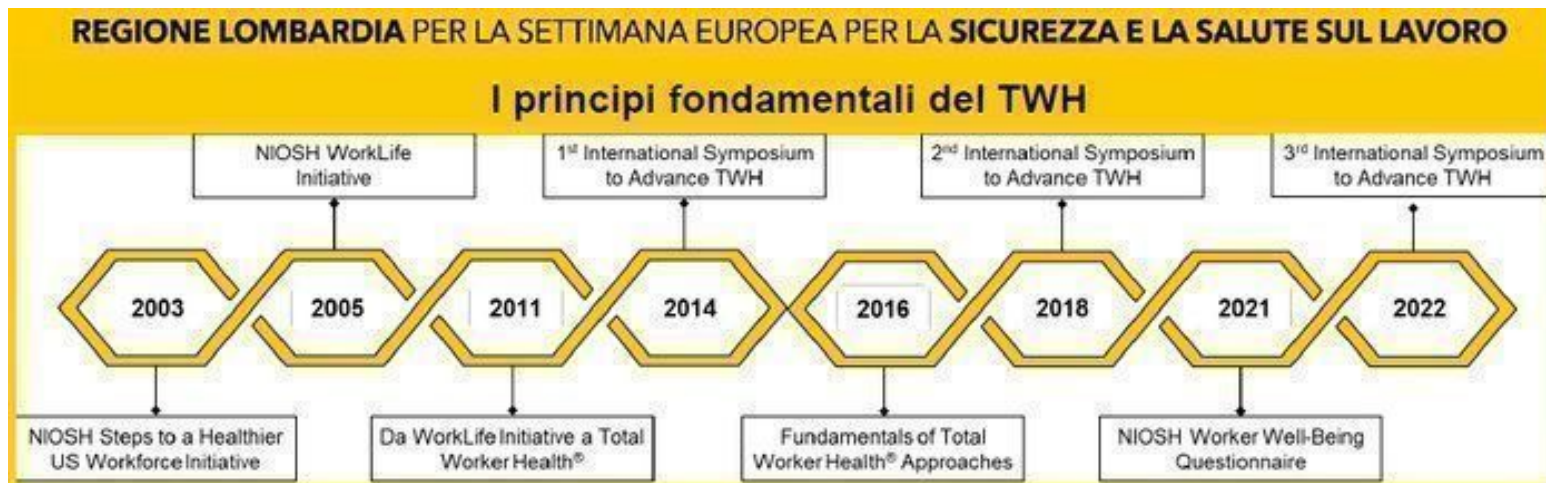 REGIONE LOMBARDIA PER LA SETTIMANA EUROPEA PER LA SICUREZZA E LA SALUTE SUL LAVORO
I principi fondamentali del TWH
NIOSH WorkLife
Initiative
1st International Symposium
to Advance TWH
2nd International Symposium
to Advance TWH
3rd International Symposium
to Advance TWH
2003
2005
2011
2014
2016
2018
2021
2022
NIOSH Steps to a Healthier
US Workforce Initiative
Da WorkLife Initiative a Total
Worker Health®
Fundamentals of Total
Worker Health® Approaches
NIOSH Worker Well-Being
Questionnaire